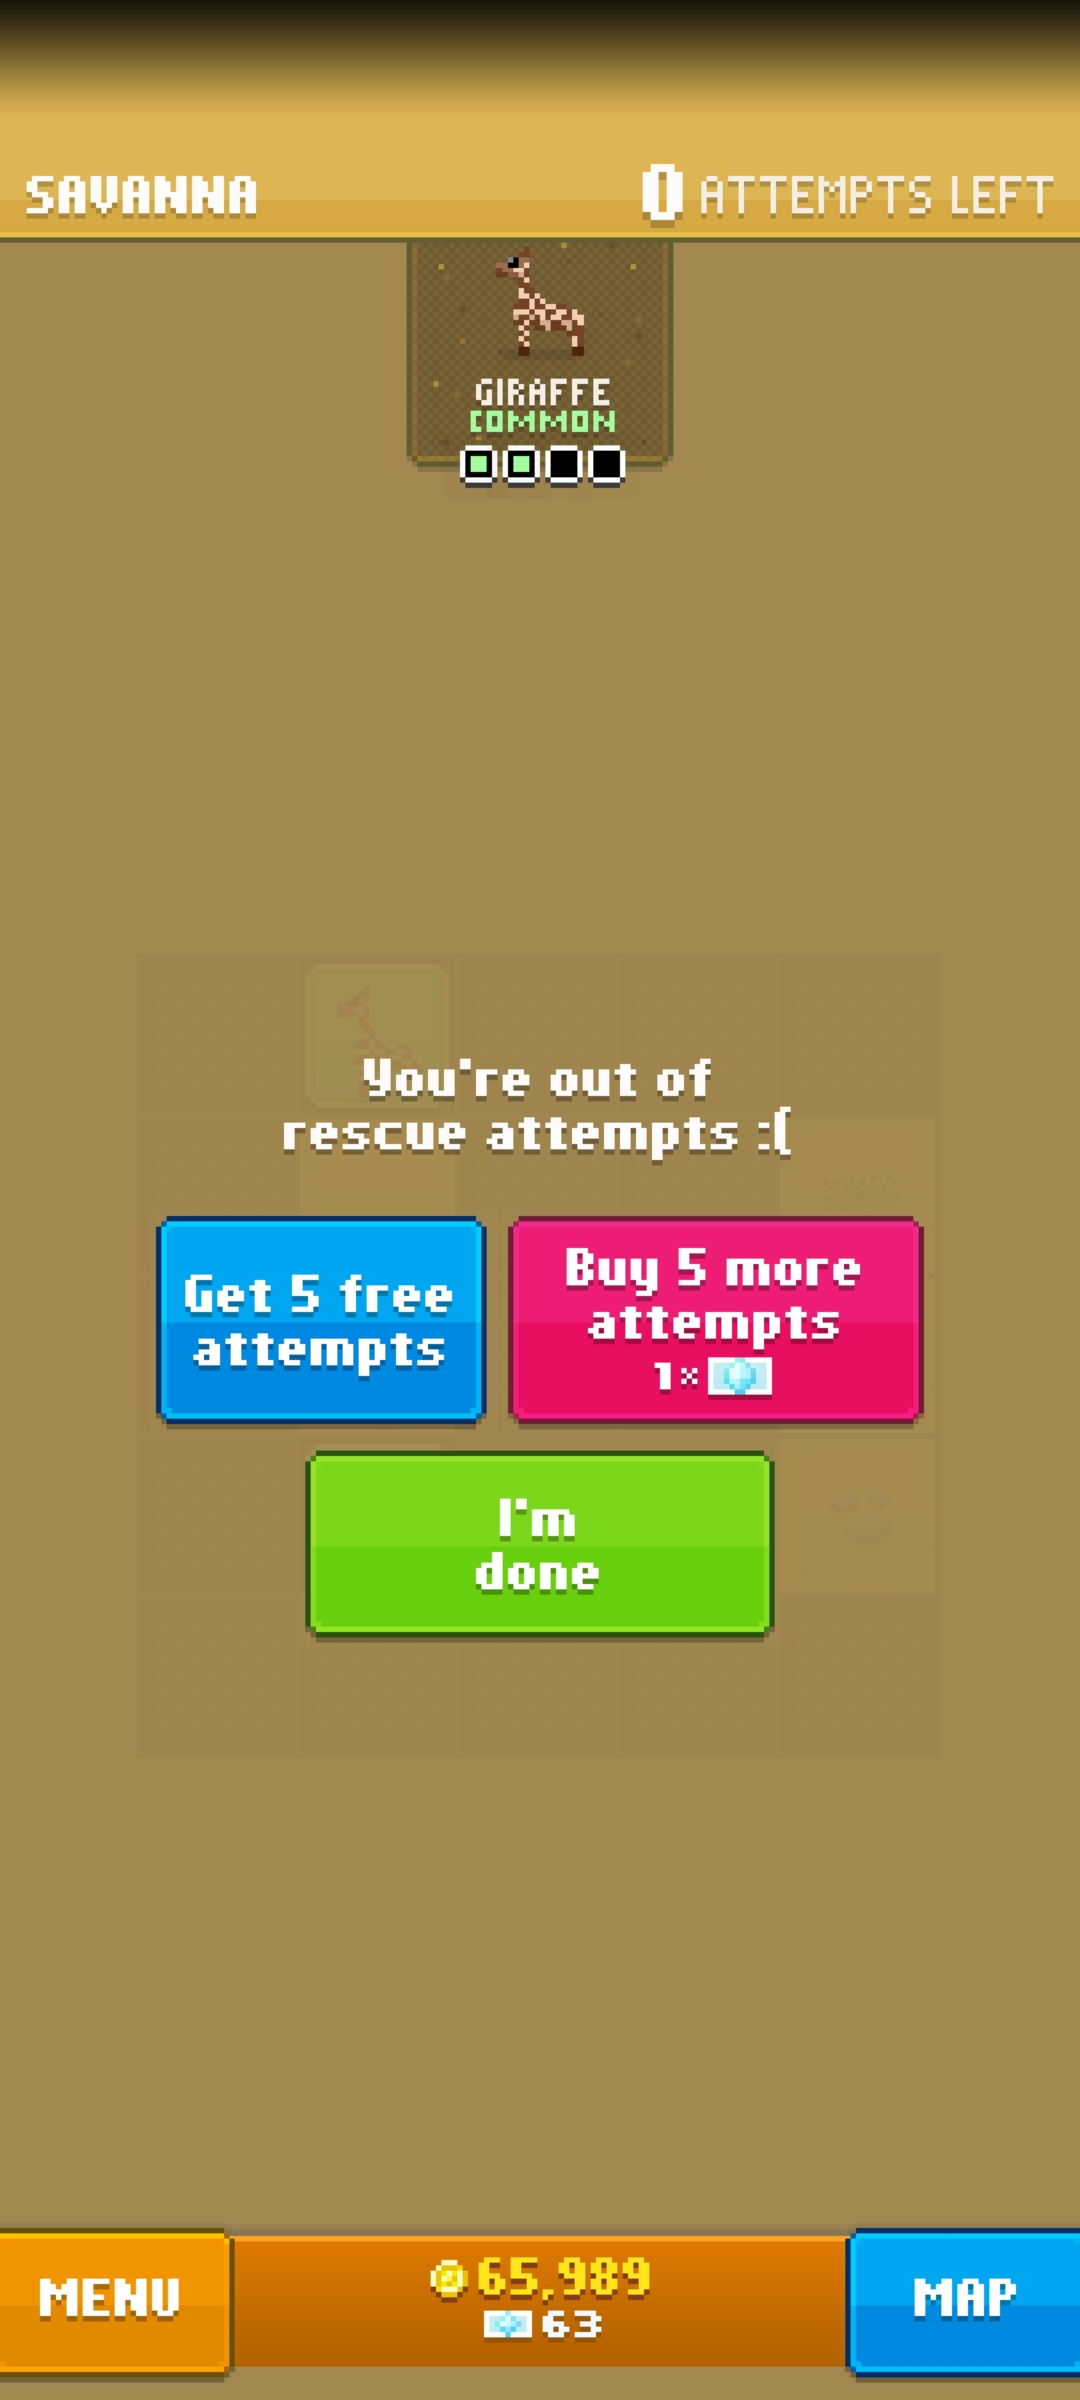 SAVANNA
0 ATTEMPTS LEFT
GIRAFFE
COMMON
You're out of
rescue attempts :(
Get 5 free
attempts
Buy 5 more
attempts
1×
I'm
done
MENU
65,989
63
MAP